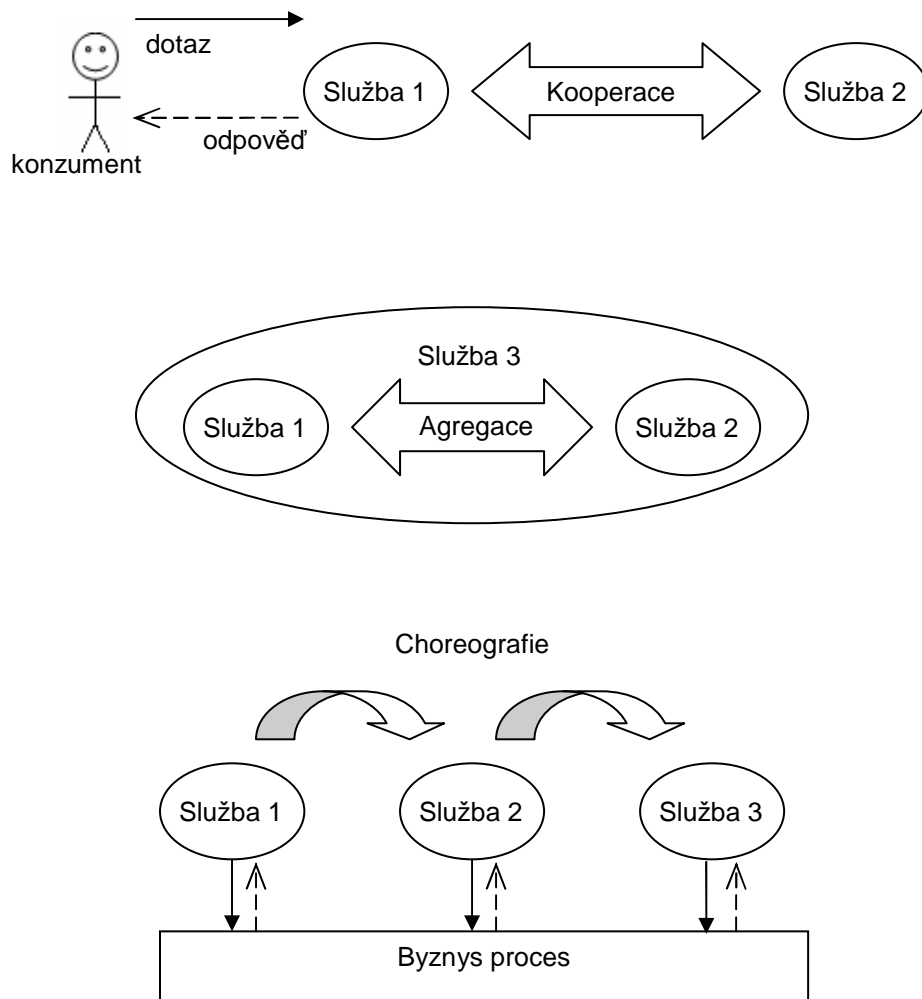 dotaz
Služba 1
Kooperace
Služba 2
odpověď
konzument
Služba 3
Služba 1
Agregace
Služba 2
Choreografie
Služba 1
Služba 2
Služba 3
Byznys proces